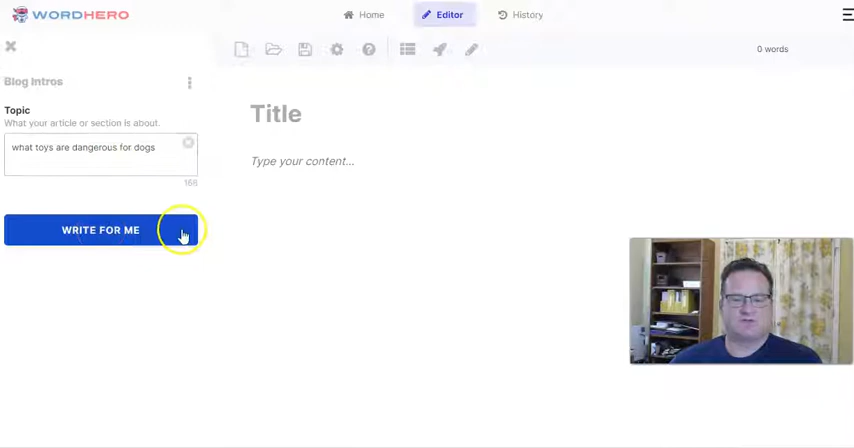 WORDHERO
Home
Editor
History
0 words
Blog Intros
Topic
What your article or section is about.
what toys are dangerous for dogs
166
WRITE FOR ME
Title
Type your content...